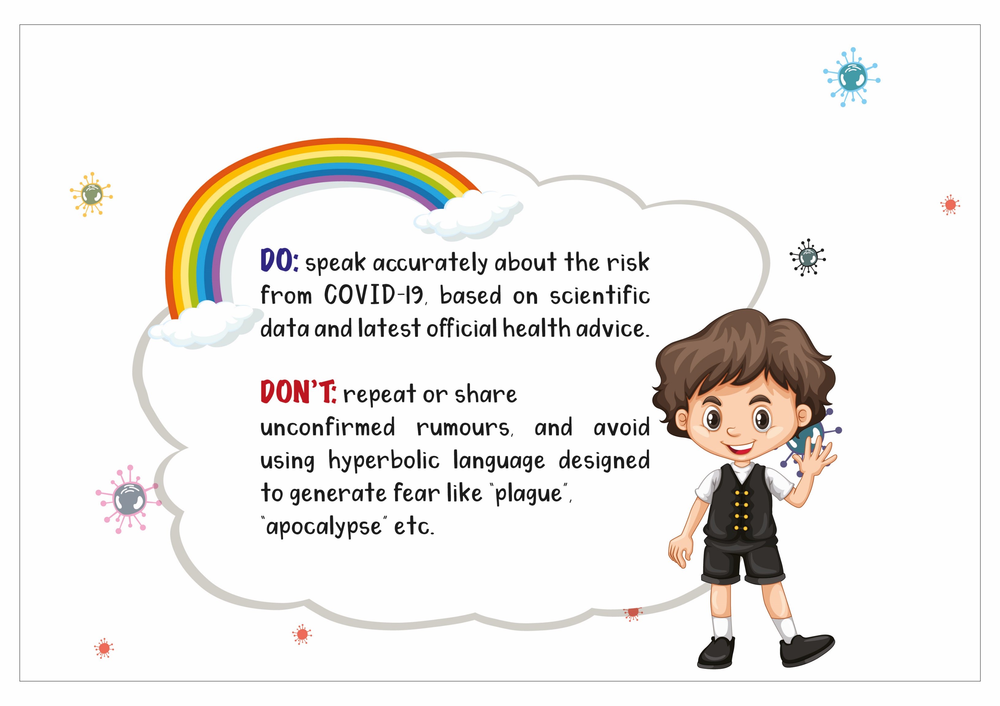 DO: speak accurately about the risk
from COVID-19, based on scientific
data and latest official health advice.
DON'T: repeat or share
unconfirmed rumours, and avoid
using hyperbolic language designed
to generate fear like "plague",
"apocalypse" etc.